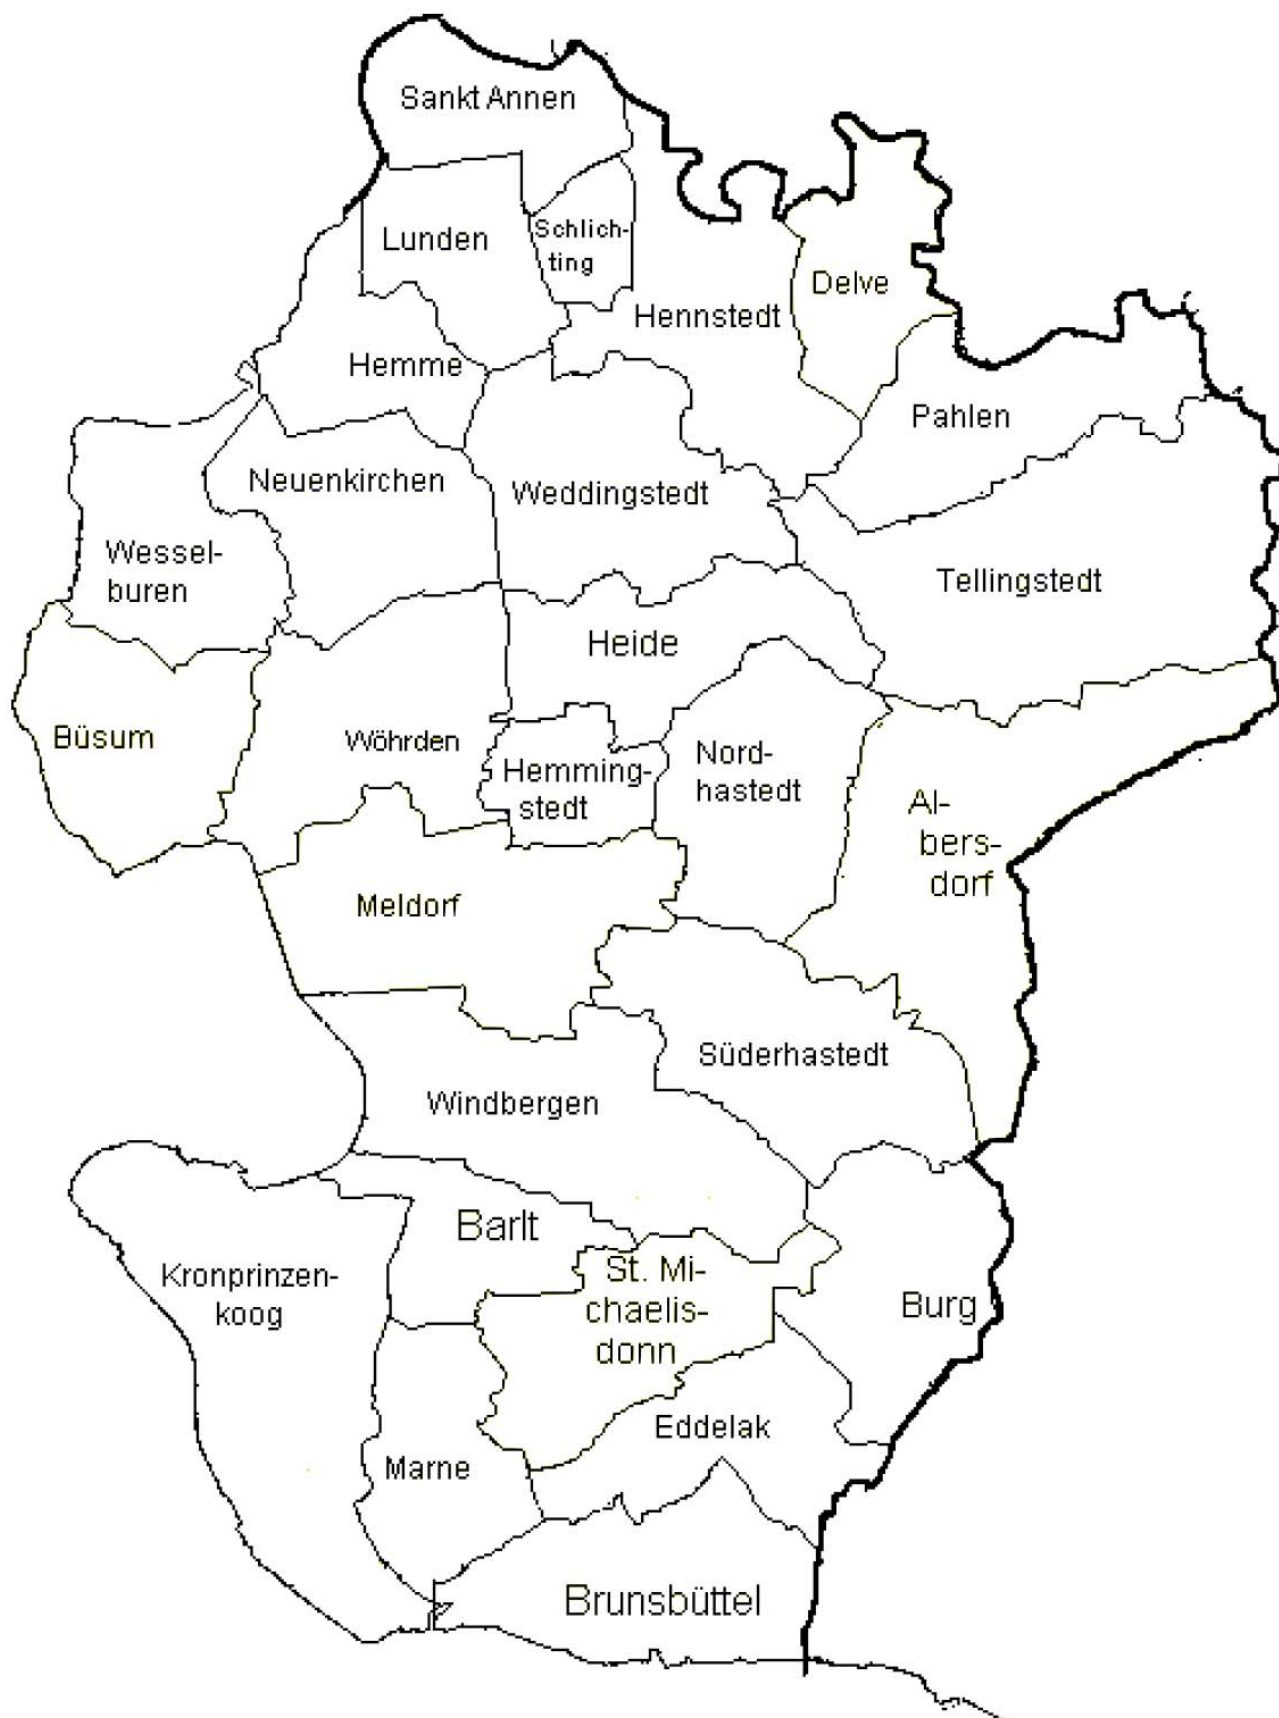 Sankt Annen
Lunden
Schlich-
ting
Delve
Hennstedt
Hemme
Pahlen
Neuenkirchen
Weddingstedt
Wessel-
buren
Tellingstedt
Heide
Büsum
Wöhrden
Hemming-
stedt
Nord-
hastedt
Al-
bers-
dorf
Meldorf
Süderhastedt
Windbergen
Barlt
Kronprinzen-
koog
St. Mi-
chaelis-
donn
Burg
Eddelak
Marne
Brunsbüttel